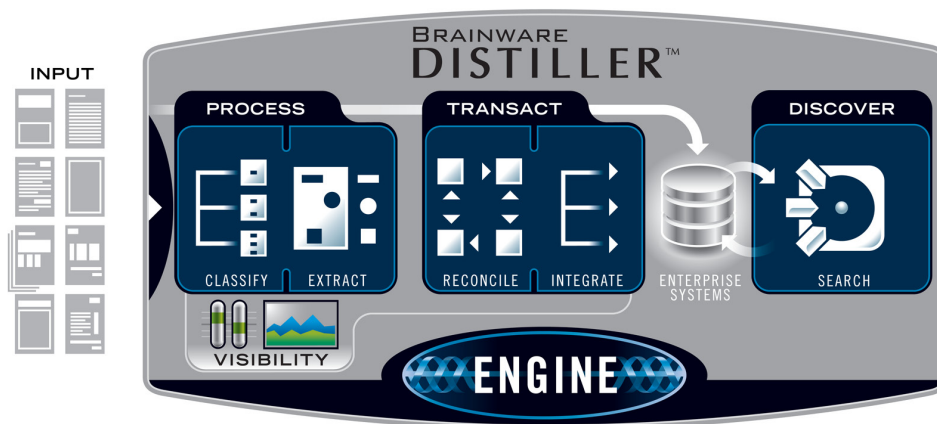 BRAINWARE
DISTILLER™
INPUT
PROCESS
TRANSACT
DISCOVER
CLASSIFY
EXTRACT
RECONCILE
INTEGRATE
ENTERPRISE
SYSTEMS
SEARCH
VISIBILITY
ENGINE